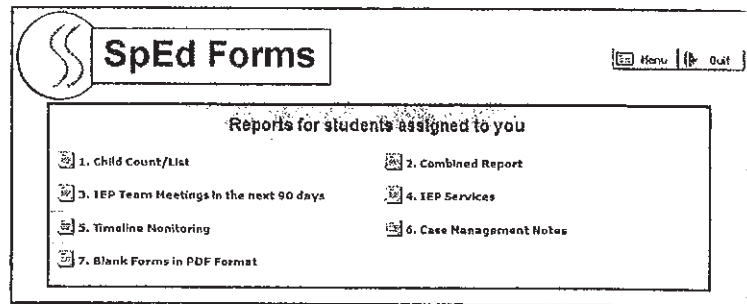 SpEd Forms
Menu Quit
Reports for students assigned to you
1. Child Count/List 2. Combined Report
3. IEP Team Meetings in the next 90 days 4. IEP Services
5. Timeline Monitoring 6. Case Management Notes
7. Blank Forms in PDF Format